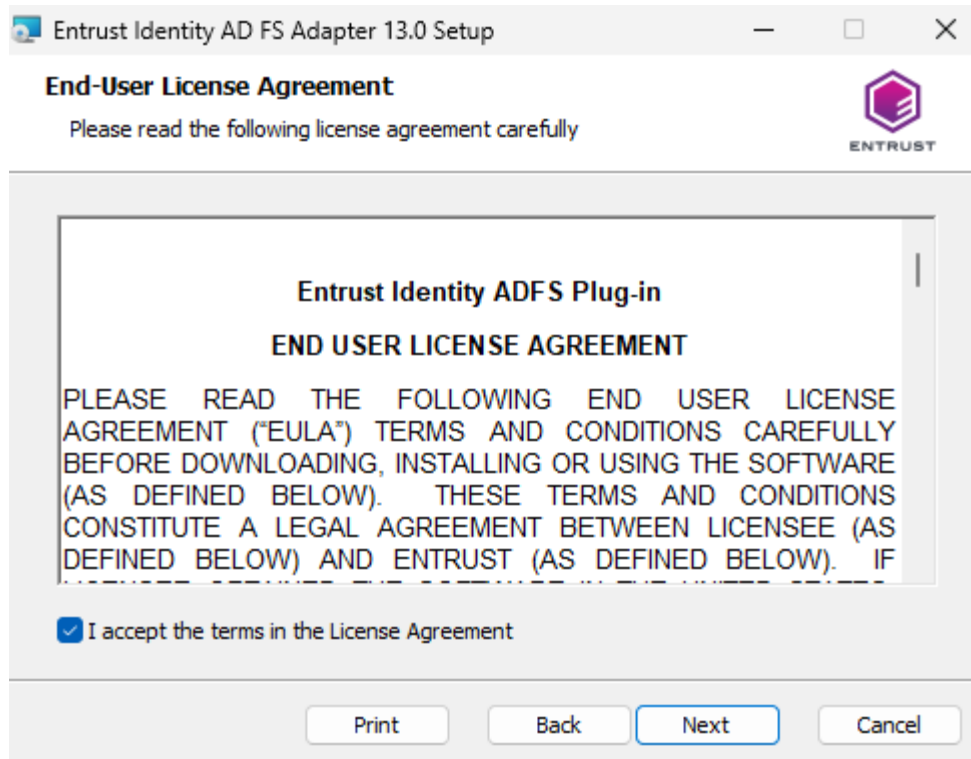 Entrust Identity AD FS Adapter 13.0 Setup
End-User License Agreement
Please read the following license agreement carefully
ENTRUST
Entrust Identity ADFS Plug-in
END USER LICENSE AGREEMENT
PLEASE READ THE FOLLOWING END USER LICENSE
AGREEMENT (“EULA”) TERMS AND CONDITIONS CAREFULLY
BEFORE DOWNLOADING, INSTALLING OR USING THE SOFTWARE
(AS DEFINED BELOW). THESE TERMS AND CONDITIONS
CONSTITUTE A LEGAL AGREEMENT BETWEEN LICENSEE (AS
DEFINED BELOW) AND ENTRUST (AS DEFINED BELOW). IF
I accept the terms in the License Agreement
Print Back Next Cancel